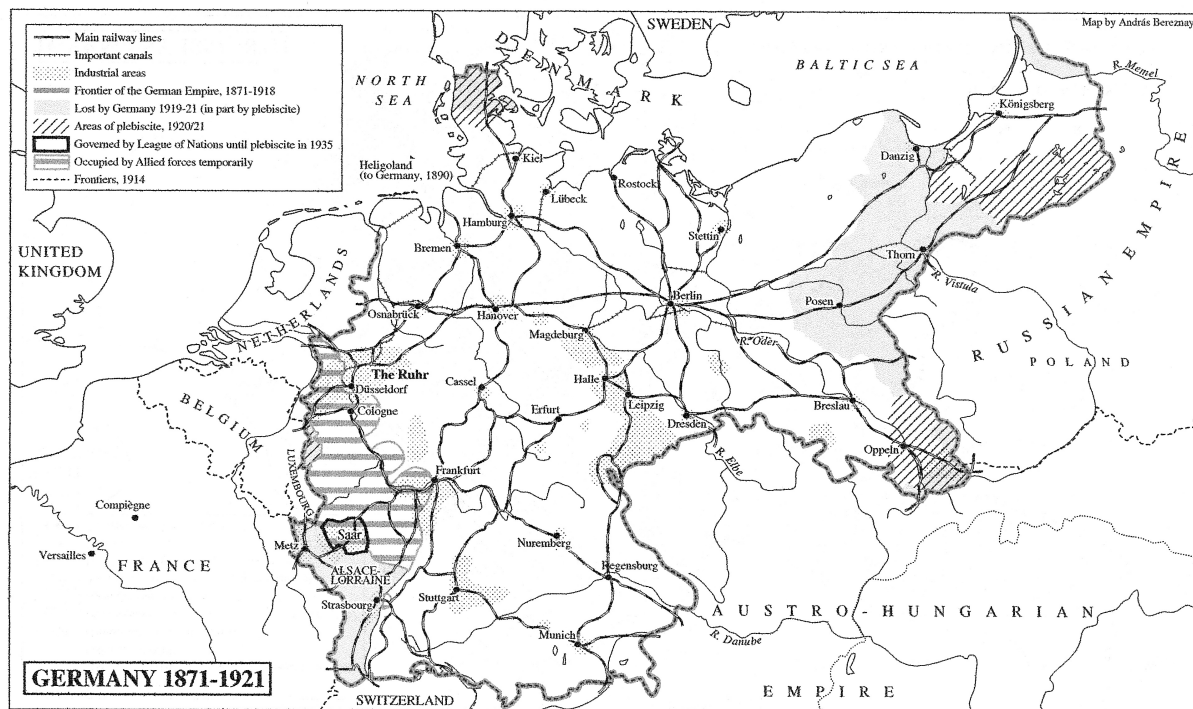 Main railway lines
Important canals
Industrial areas
Frontier of the German Empire, 1871-1918
Lost by Germany 1919-21 (in part by plebiscite)
Areas of plebiscite, 1920/21
Governed by League of Nations until plebiscite in 1935
Occupied by Allied forces temporarily
Frontiers, 1914
Map by András Bereznay
SWEDEN
DENMARK
NORTH
SEA
BALTIC SEA
R. Memel
Königsberg
Danzig
Kiel
Heligoland
(to Germany, 1890)
Rostock
Lübeck
Hamburg
Stettin
Bremen
UNITED
KINGDOM
NETHERLANDS
Thorn
R. Vistula
RUSSIAN EMPIRE
Berlin
Posen
Osnabrück
Hanover
Magdeburg
R. Oder
POLAND
The Ruhr
Düsseldorf
Cassel
Halle
Leipzig
Cologne
Erfurt
Dresden
Breslau
BELGIUM
Oppeln
R. Elbe
LUXEMBOURG
Frankfurt
Compiègne
Saar
Metz
Nuremberg
Versailles
FRANCE
ALSACE-
LORRAINE
Regensburg
Strasbourg
Stuttgart
AUSTRO-HUNGARIAN
Munich
R. Danube
GERMANY 1871-1921
SWITZERLAND
EMPIRE